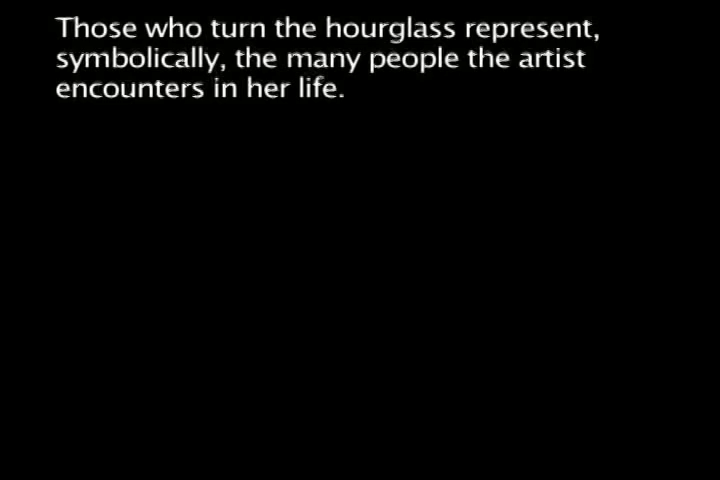 Those who turn the hourglass represent,
symbolically, the many people the artist
encounters in her life.